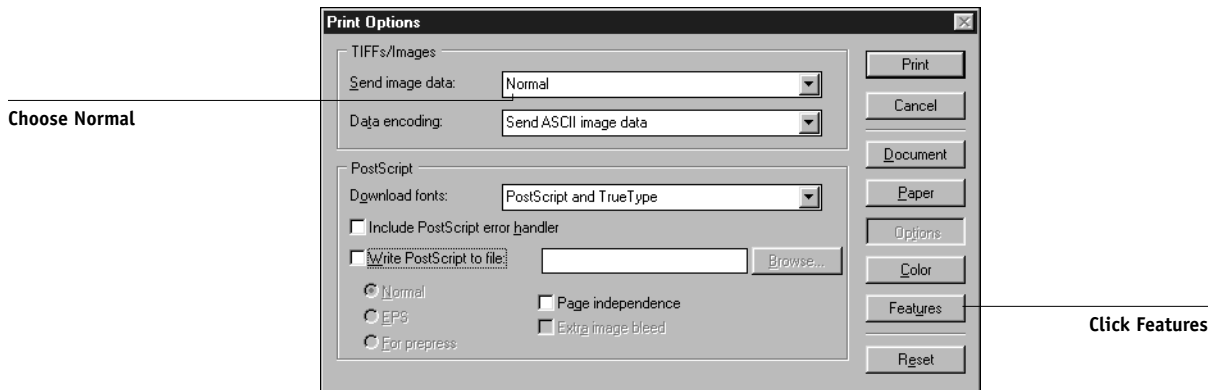 Print Options
TIFFs/Images
Send image data: Normal
Choose Normal
Data encoding: Send ASCII image data
PostScript
Download fonts: PostScript and TrueType
Include PostScript error handler
Write PostScript to file: Browse...
Normal
EPS
For prepress
Page independence
Extra image bleed
Print
Cancel
Document
Paper
Options
Color
Features
Click Features
Reset